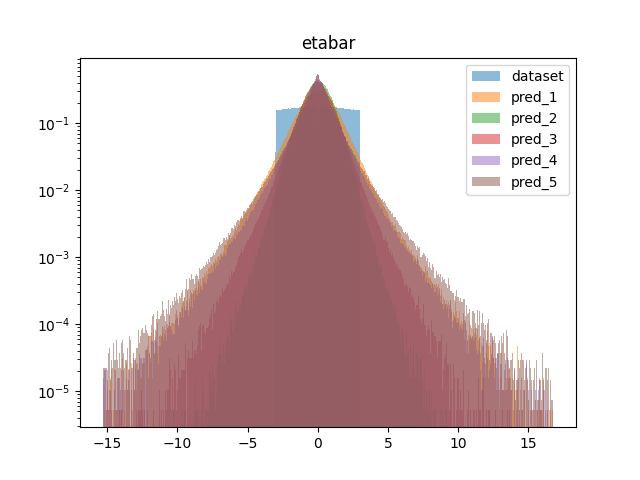 etabar
dataset
pred_1
pred_2
pred_3
pred_4
pred_5
10⁻¹
10⁻²
10⁻³
10⁻⁴
10⁻⁵
−15 −10 −5 0 5 10 15